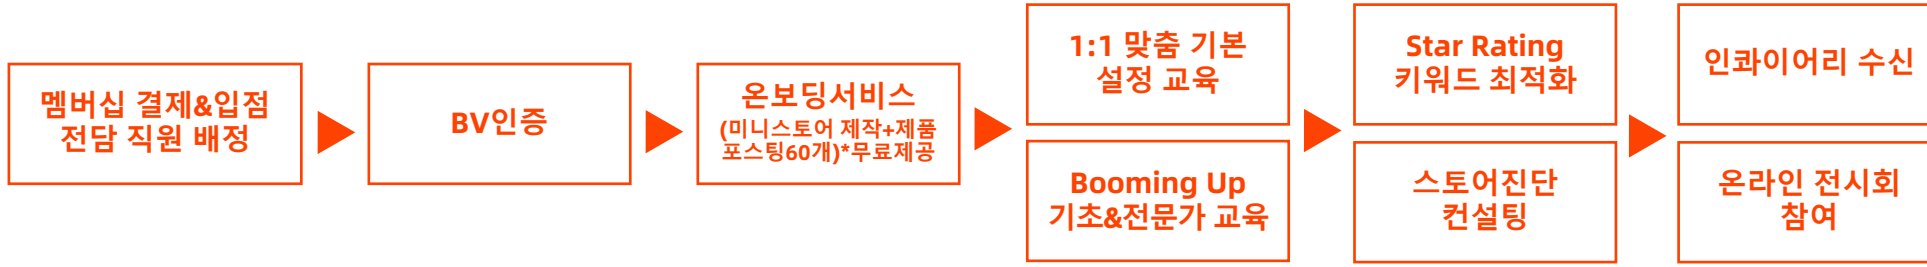 멤버십 결제&입점
전담 직원 배정
BV인증
온보딩서비스
(미니스토어 제작+제품
포스팅60개)*무료제공
1:1 맞춤 기본
설정 교육
Booming Up
기초&전문가 교육
Star Rating
키워드 최적화
스토어진단
컨설팅
인콰이어리 수신
온라인 전시회
참여